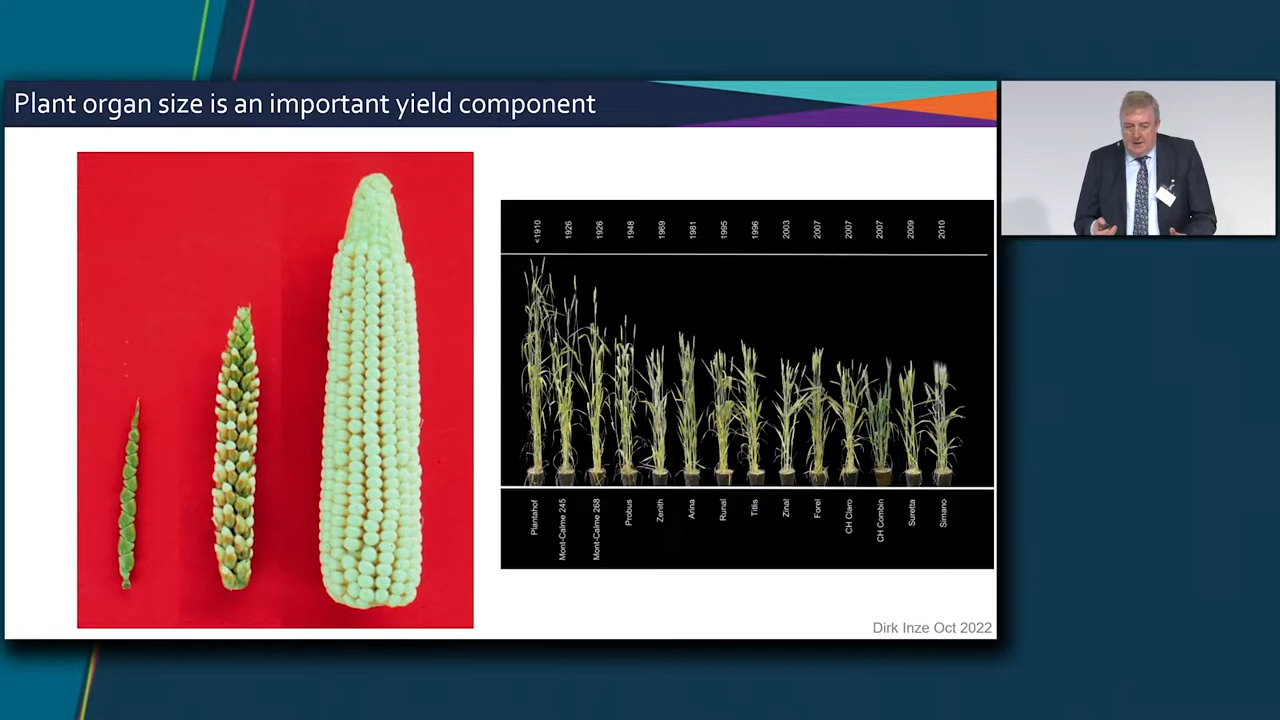 Plant organ size is an important yield component
<1910
1926
1926
1948
1969
1981
1995
1996
2003
2007
2007
2007
2009
2010
Plantahof
Mont-Calme 245
Mont-Calme 268
Probus
Zenith
Arina
Runal
Titlis
Zinal
Forel
CH Claro
CH Combin
Suretta
Simano
Dirk Inze Oct 2022